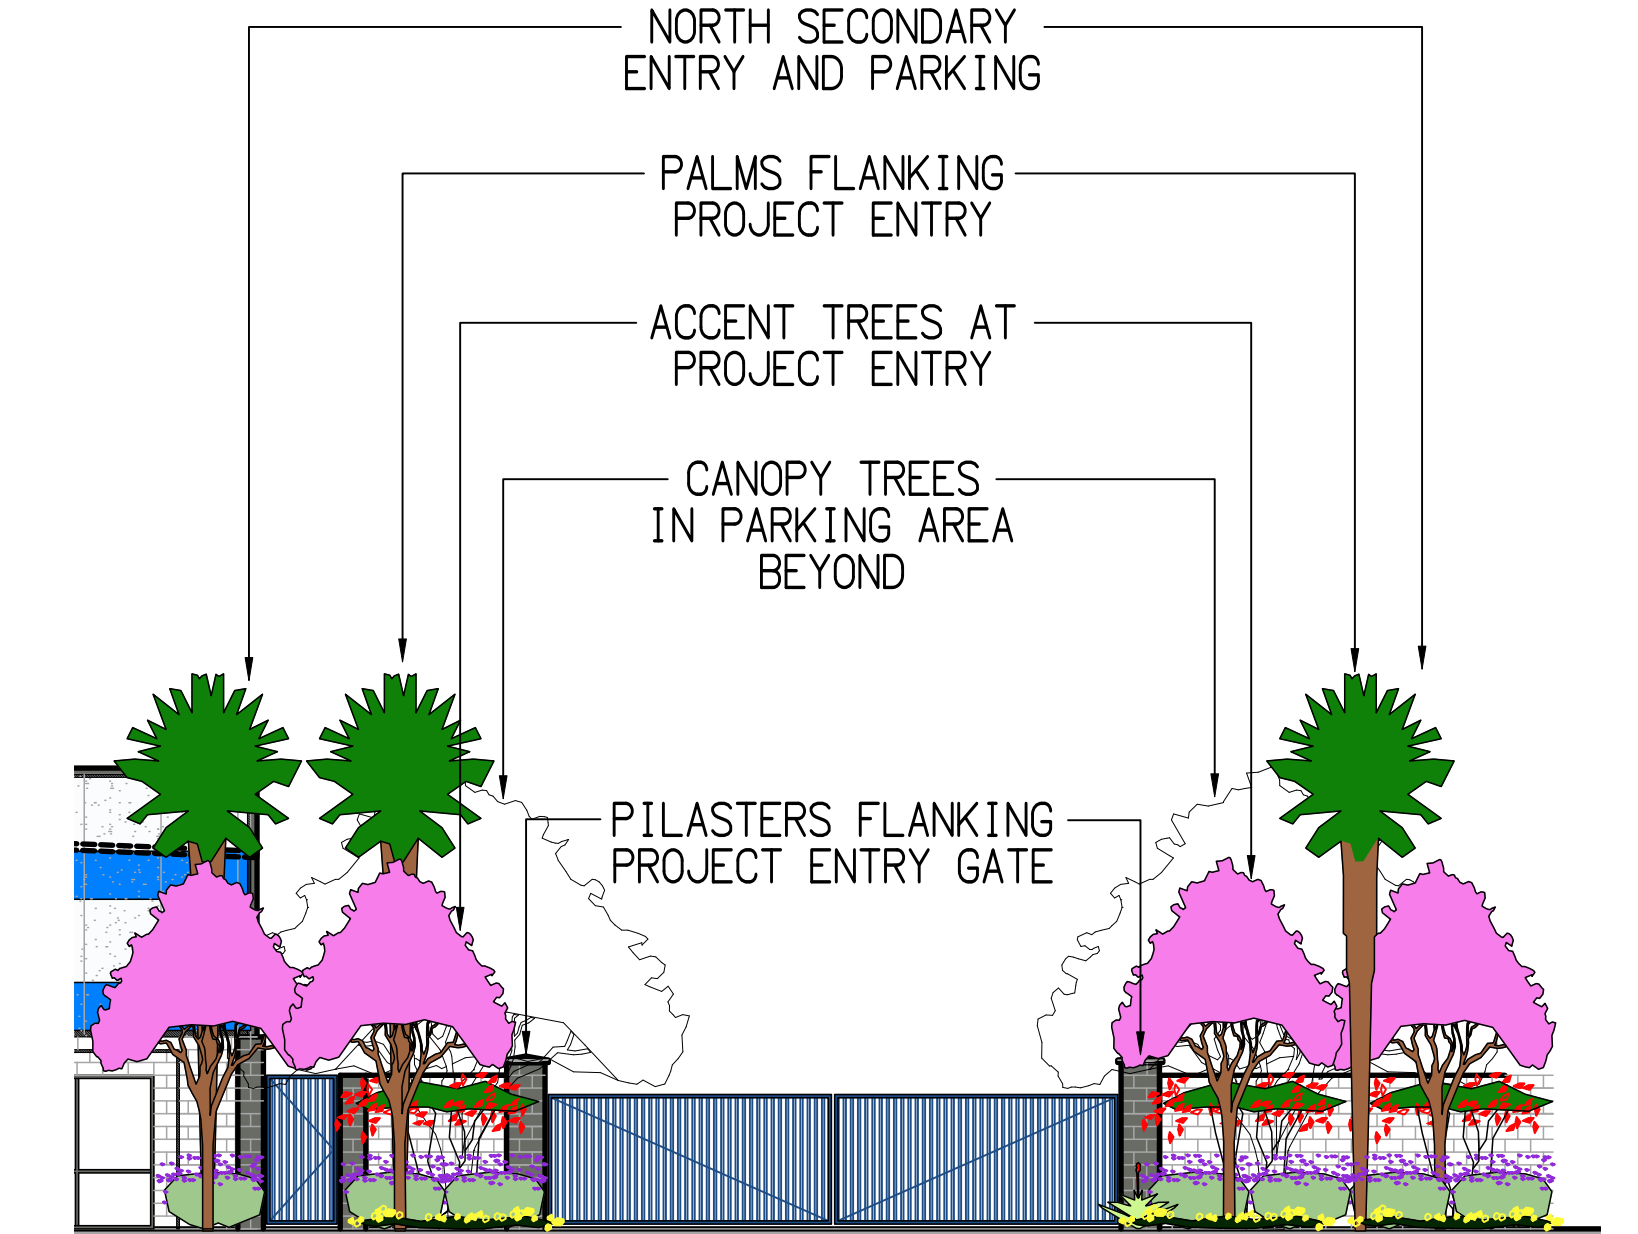 NORTH SECONDARY
ENTRY AND PARKING
PALMS FLANKING
PROJECT ENTRY
ACCENT TREES AT
PROJECT ENTRY
CANOPY TREES
IN PARKING AREA
BEYOND
PILASTERS FLANKING
PROJECT ENTRY GATE